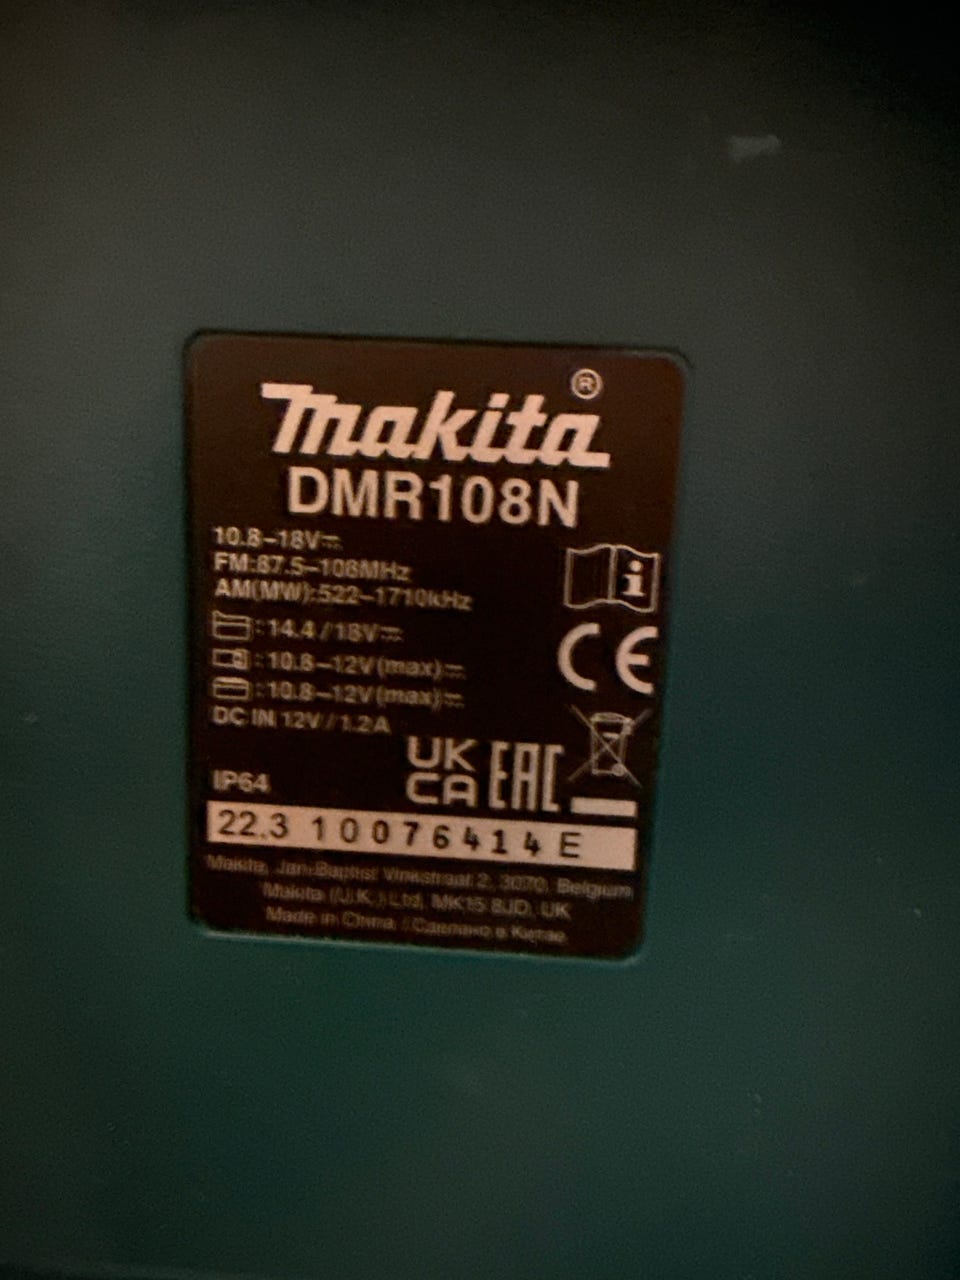 makita®
DMR108N
10.8–18V⎓
FM:87.5–108MHz
AM(MW):522–1710kHz
i
:14.4/18V⎓
:10.8–12V(max)⎓
:10.8–12V(max)⎓
DC IN 12V/1.2A
CE
UK
CA
EAC
IP64
22.3 10076414 E
Makita, Jan-Baptist Vinkstraat 2, 3070, Belgium
Makita (U.K.) Ltd, MK15 8JD, UK
Made in China / Сделано в Китае